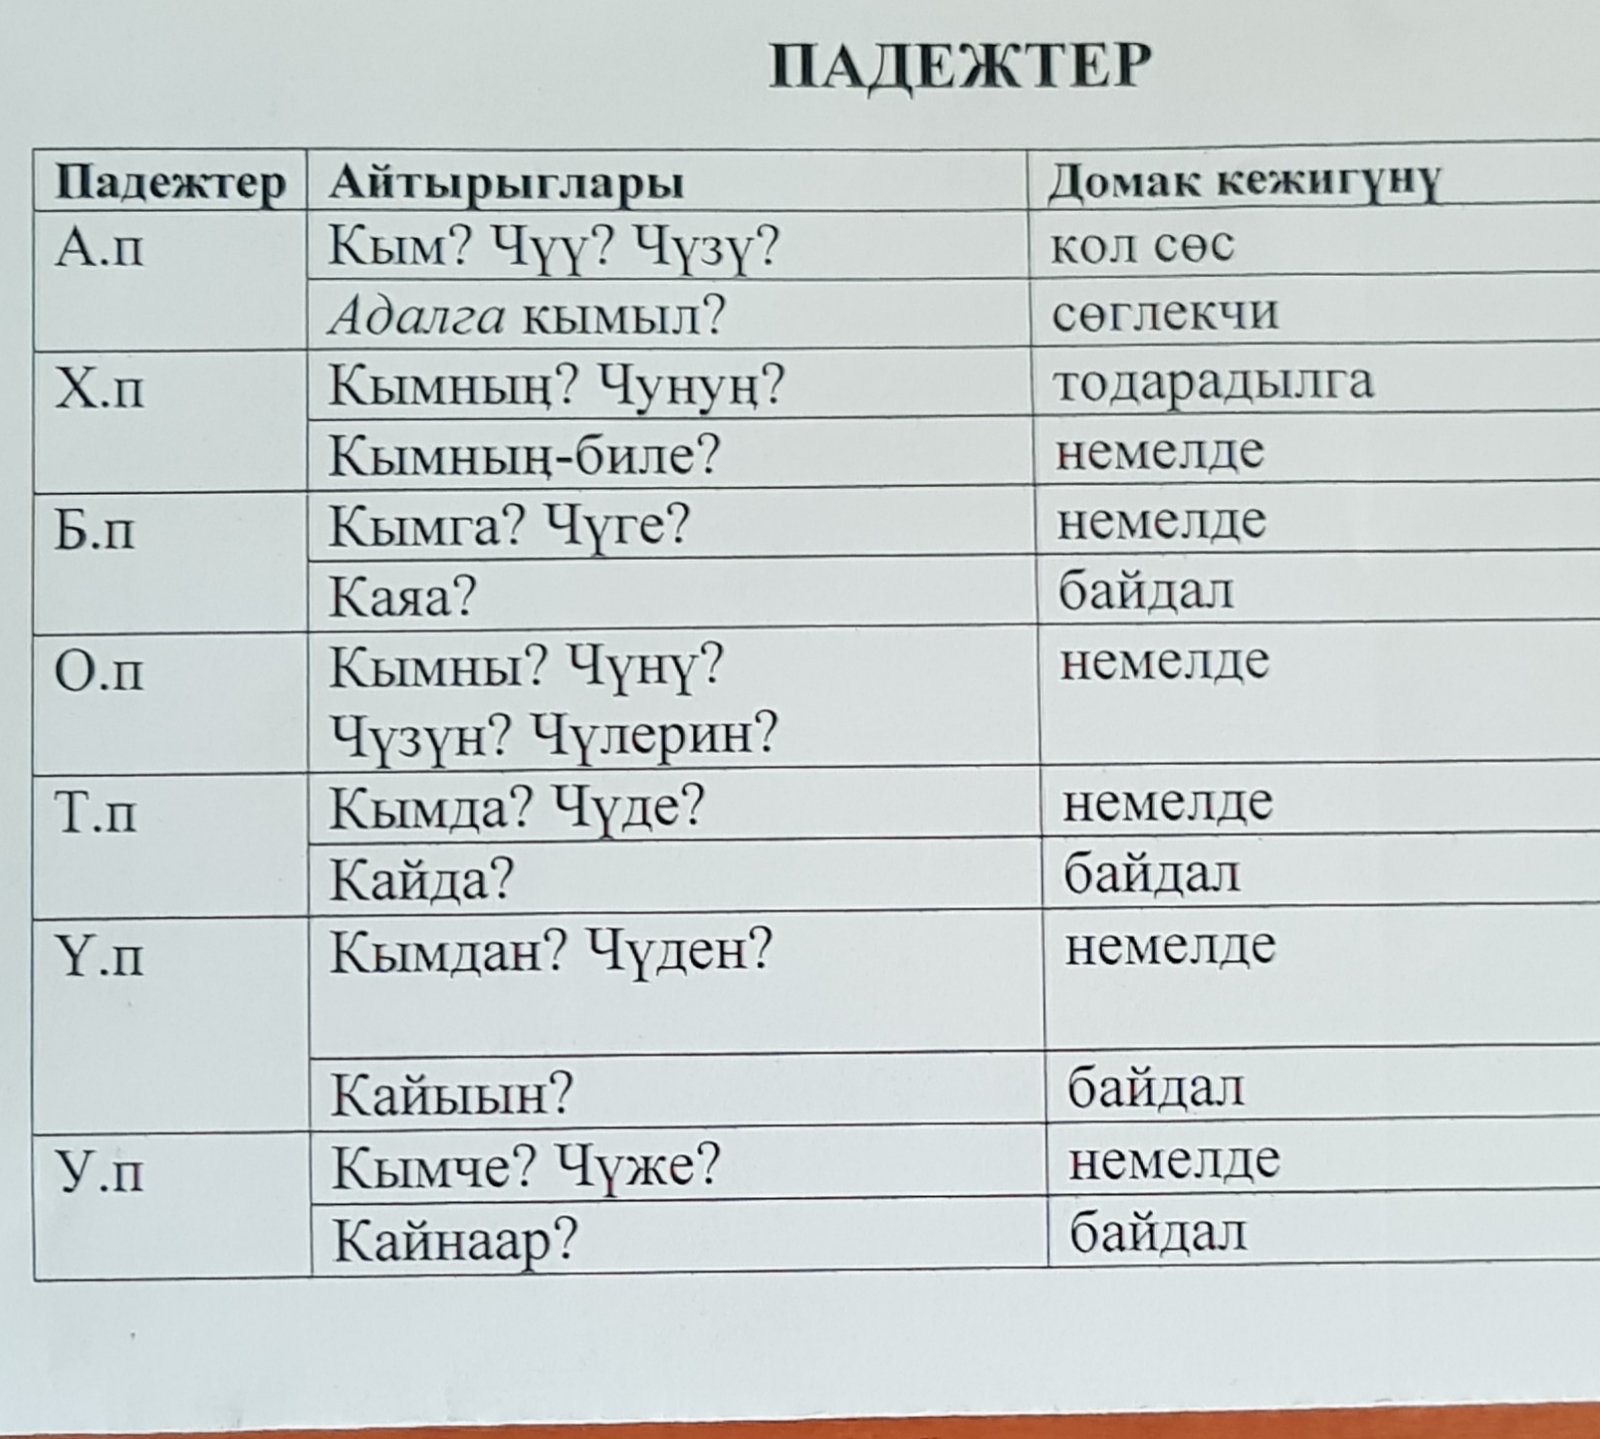 ПАДЕЖТЕР
Падежтер Айтырыглары Домак кежигүнү
А.п Кым? Чүү? Чүзү? кол сөс
Адалга кымыл? сөглекчи
Х.п Кымның? Чунуң? тодарадылга
Кымның-биле? немелде
Б.п Кымга? Чүге? немелде
Каяа? байдал
О.п Кымны? Чүнү? немелде
Чүзүн? Чүлерин?
Т.п Кымда? Чүде? немелде
Кайда? байдал
Ү.п Кымдан? Чүден? немелде
Кайыын? байдал
У.п Кымче? Чүже? немелде
Кайнаар? байдал